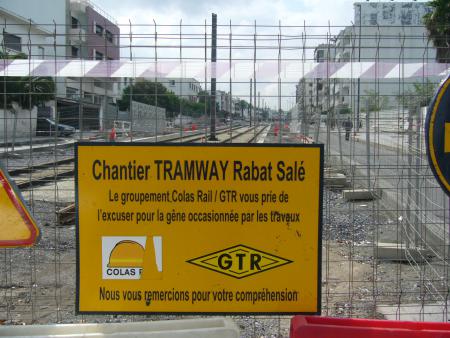 Chantier TRAMWAY Rabat Salé
Le groupement Colas Rail / GTR vous prie de
l'excuser pour la gêne occasionnée par les travaux
COLAS R
GTR
Nous vous remercions pour votre compréhension